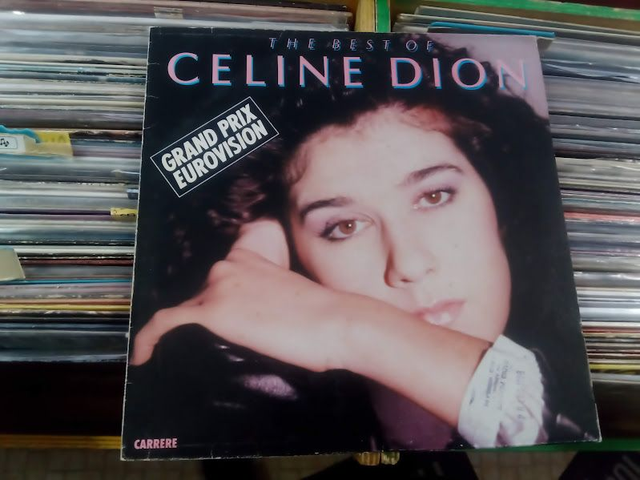 THE BEST OF
CELINE DION
GRAND PRIX
EUROVISION
CARRERE